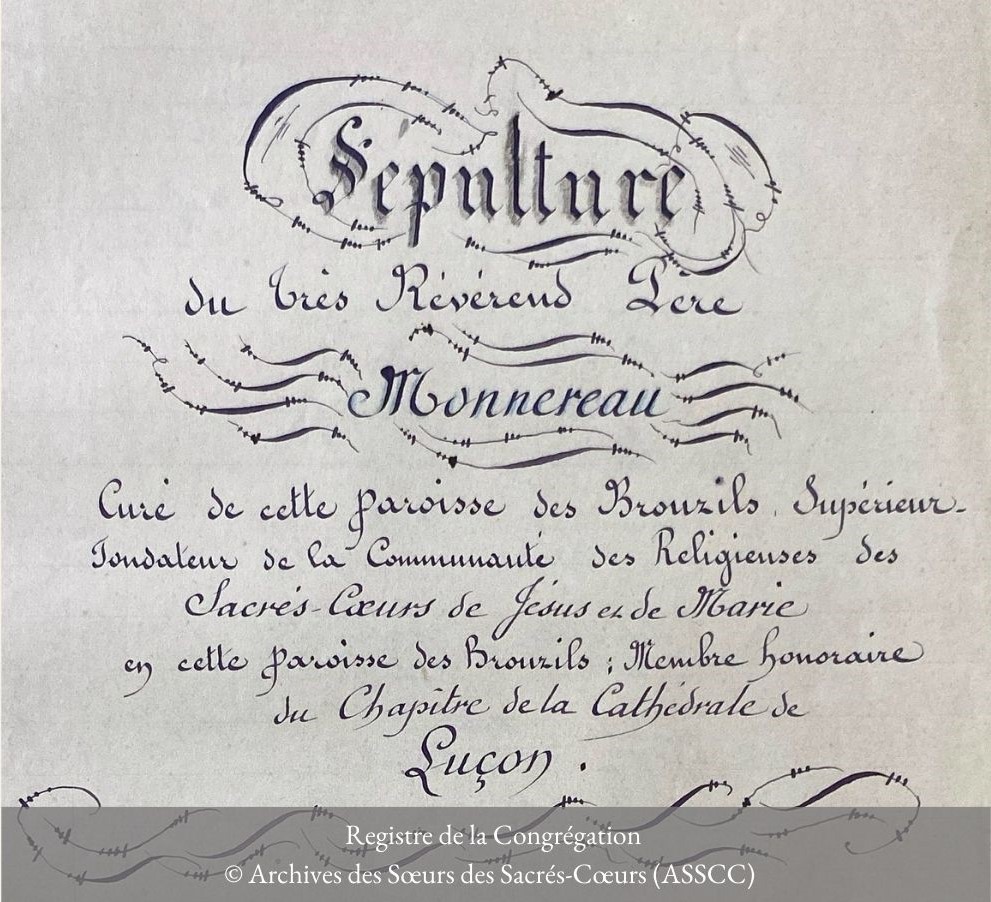 Sépulture
du Très Révérend Père
Monnereau
Curé de cette paroisse des Brouzils, Supérieur-
Fondateur de la Communauté des Religieuses des
Sacrés-Cœurs de Jésus et de Marie
en cette paroisse des Brouzils ; Membre honoraire
du Chapitre de la Cathédrale de
Luçon.
Registre de la Congrégation
© Archives des Sœurs des Sacrés-Cœurs (ASSCC)